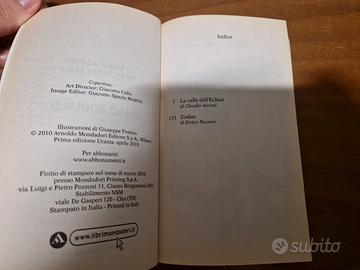 Copertina:
Art Director: Giacomo Callo
Image Editor: Giacomo Spazio Mojetta
Illustrazioni di Giuseppe Festino
© 2010 Arnoldo Mondadori Editore S.p.A., Milano
Prima edizione Urania: aprile 2010
Per abbonarsi:
www.abbonamenti.it
Finito di stampare nel mese di marzo 2010
presso Mondadori Printing S.p.A.
via Luigi e Pietro Pozzoni 11, Cisano Bergamasco (BG)
Stabilimento NSM
viale De Gasperi 120 - Cles (TN)
Stampato in Italia - Printed in Italy
www.librimondadori.it
Indice
7 La valle dell'Eclissi
di Claudio Asciuti
133 Zodiac
di Errico Passaro
subito